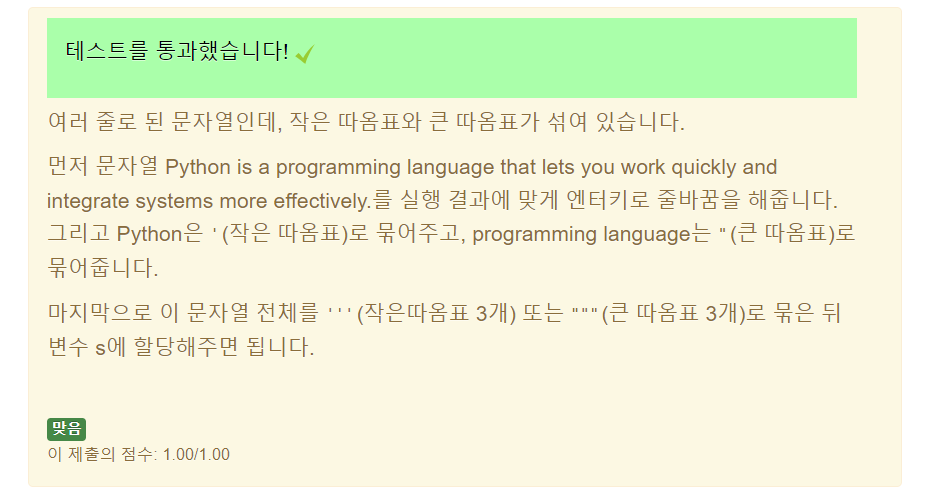 테스트를 통과했습니다!
여러 줄로 된 문자열인데, 작은 따옴표와 큰 따옴표가 섞여 있습니다.
먼저 문자열 Python is a programming language that lets you work quickly and
integrate systems more effectively.를 실행 결과에 맞게 엔터키로 줄바꿈을 해줍니다.
그리고 Python은 '(작은 따옴표)로 묶어주고, programming language는 "(큰 따옴표)로
묶어줍니다.
마지막으로 이 문자열 전체를 '''(작은따옴표 3개) 또는 """(큰 따옴표 3개)로 묶은 뒤
변수 s에 할당해주면 됩니다.
맞음
이 제출의 점수: 1.00/1.00